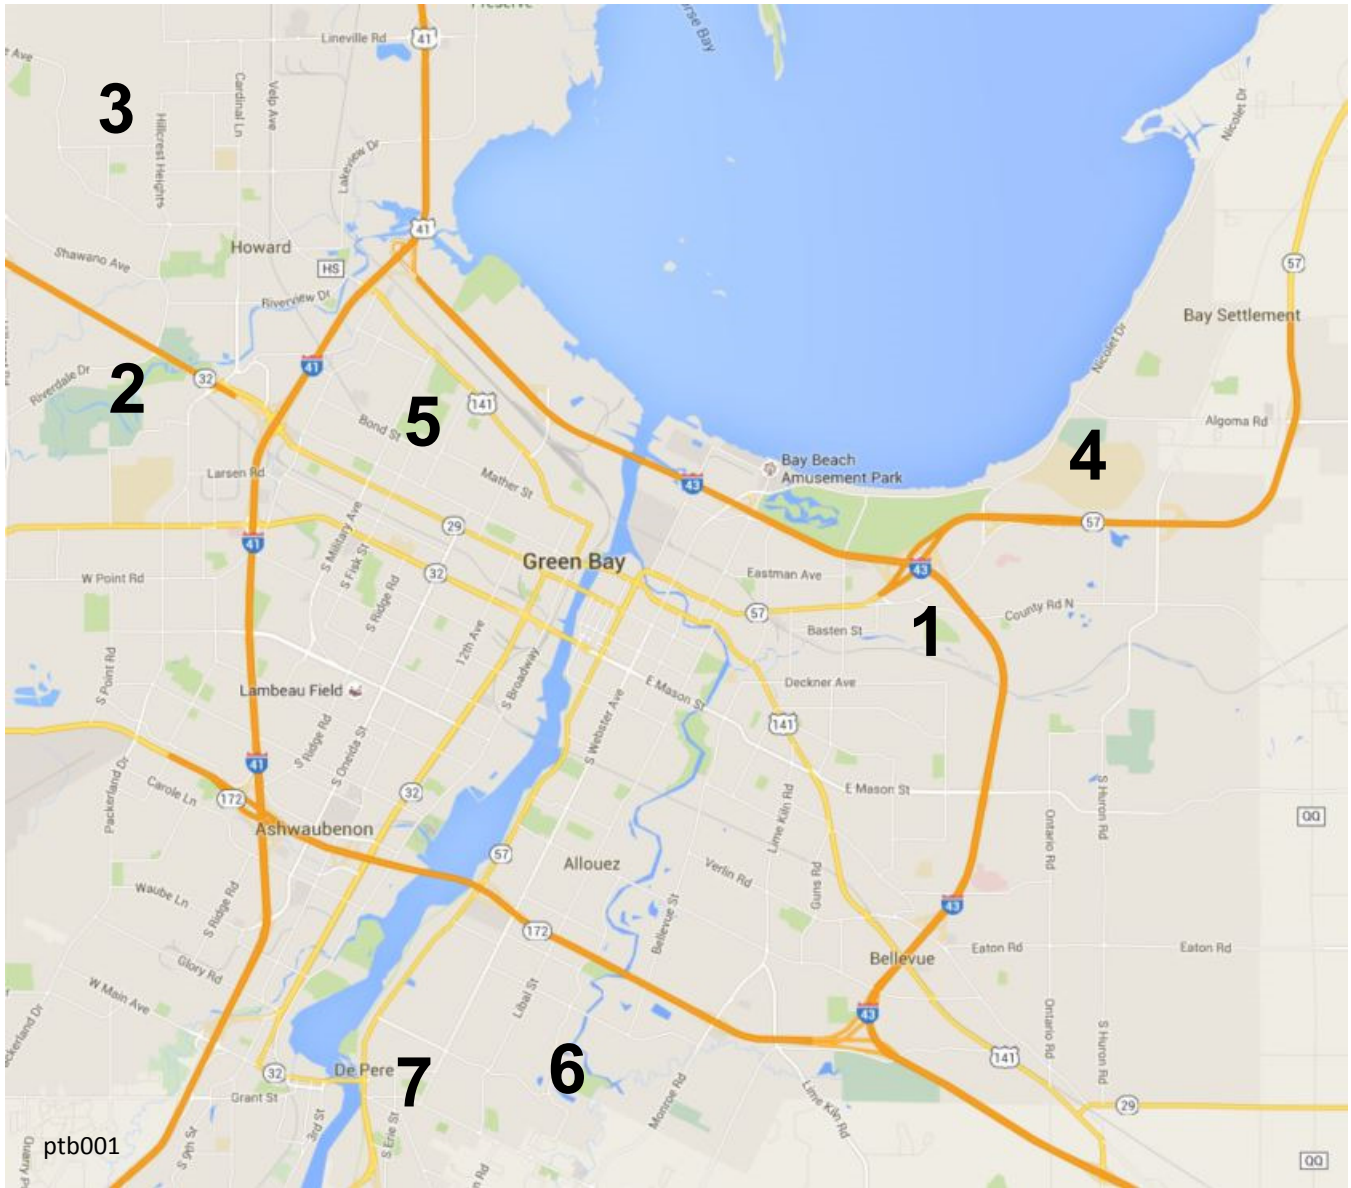 Preserve
Lineville Rd
41
3
Cardinal Ln
Velp Ave
Hillcrest Heights
Lakeview Dr
Nicolet Dr
41
Howard
Shawano Ave
HS
57
Riverview Dr
Bay Settlement
Nicolet Dr
41
32
Riverdale Dr
2
141
5
Bond St
Algoma Rd
4
Bay Beach
Amusement Park
Larsen Rd
Mather St
43
57
29
S Military Ave
41
Green Bay
S Fisk St
32
W Point Rd
Eastman Ave
43
S Ridge Rd
57
County Rd N
1
Basten St
12th Ave
S Point Rd
Lambeau Field
S Broadway
E Mason St
Deckner Ave
S Webster Ave
141
S Ridge Rd
S Oneida St
41
Packerland Dr
Carole Ln
172
32
E Mason St
Lime Kiln Rd
S Huron Rd
QQ
Ashwaubenon
Ontario Rd
57
Allouez
Verlin Rd
Guns Rd
Waube Ln
S Ridge Rd
43
Bellevue St
172
Eaton Rd
Eaton Rd
Bellevue
Glory Rd
W Main Ave
Libal St
43
Ontario Rd
S Huron Rd
141
De Pere
7
6
32
Grant St
Monroe Rd
Lime Kiln Rd
29
3rd St
S Erie St
S 9th St
ptb001
QQ